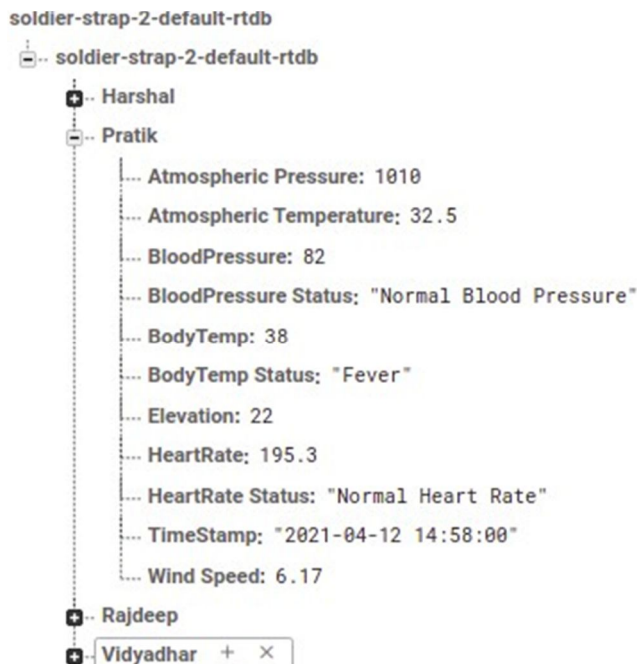 soldier-strap-2-default-rtdb
soldier-strap-2-default-rtdb
Harshal
Pratik
Atmospheric Pressure: 1010
Atmospheric Temperature: 32.5
BloodPressure: 82
BloodPressure Status: "Normal Blood Pressure"
BodyTemp: 38
BodyTemp Status: "Fever"
Elevation: 22
HeartRate: 195.3
HeartRate Status: "Normal Heart Rate"
TimeStamp: "2021-04-12 14:58:00"
Wind Speed: 6.17
Rajdeep
Vidyadhar + ×